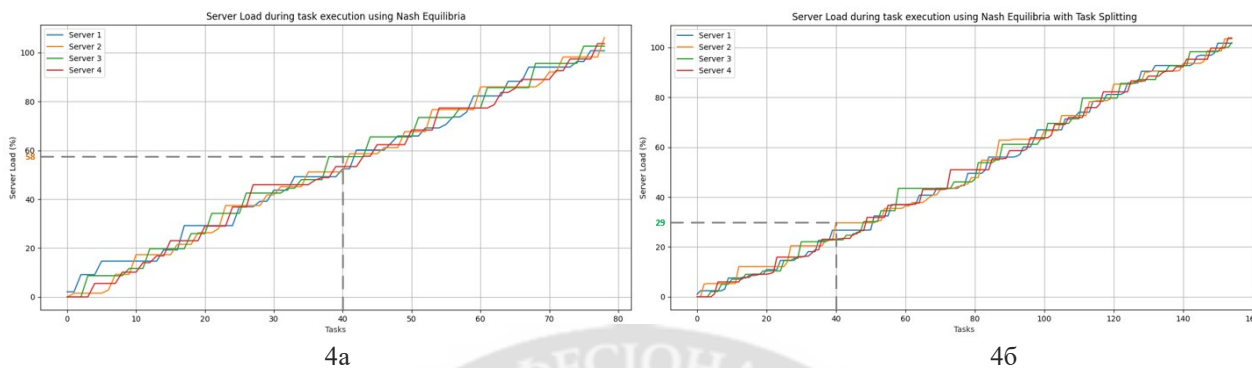 Server Load during task execution using Nash Equilibria
Server 1
Server 2
Server 3
Server 4
Server Load (%)
100
80
60
58
40
20
0
0 10 20 30 40 50 60 70 80
Tasks
4а
Server Load during task execution using Nash Equilibria with Task Splitting
Server 1
Server 2
Server 3
Server 4
Server Load (%)
100
80
60
40
29
20
0
0 20 40 60 80 100 120 140 160
Tasks
4б